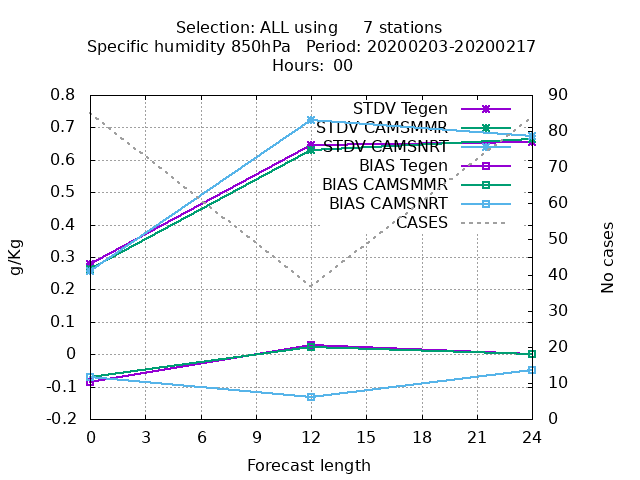 Selection: ALL using 7 stations
Specific humidity 850hPa Period: 20200203-20200217
Hours: 00
0.8
0.7
0.6
0.5
0.4
0.3
0.2
0.1
0
-0.1
-0.2
g/Kg
STDV Tegen
STDV CAMSMMR
STDV CAMSNRT
BIAS Tegen
BIAS CAMSMMR
BIAS CAMSNRT
CASES
90
80
70
60
50
40
30
20
10
0
No cases
0 3 6 9 12 15 18 21 24
Forecast length